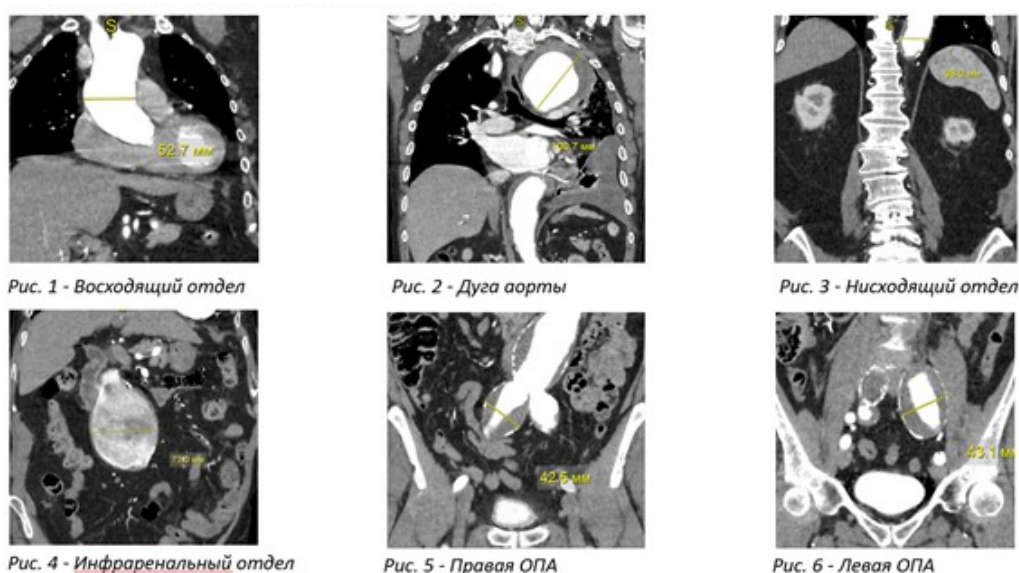 S
52.7 мм
Рис. 1 - Восходящий отдел
S
Рис. 2 - Дуга аорты
Рис. 3 - Нисходящий отдел
Рис. 4 - Инфраренальный отдел
42.5 мм
Рис. 5 - Правая ОПА
43.1 мм
Рис. 6 - Левая ОПА